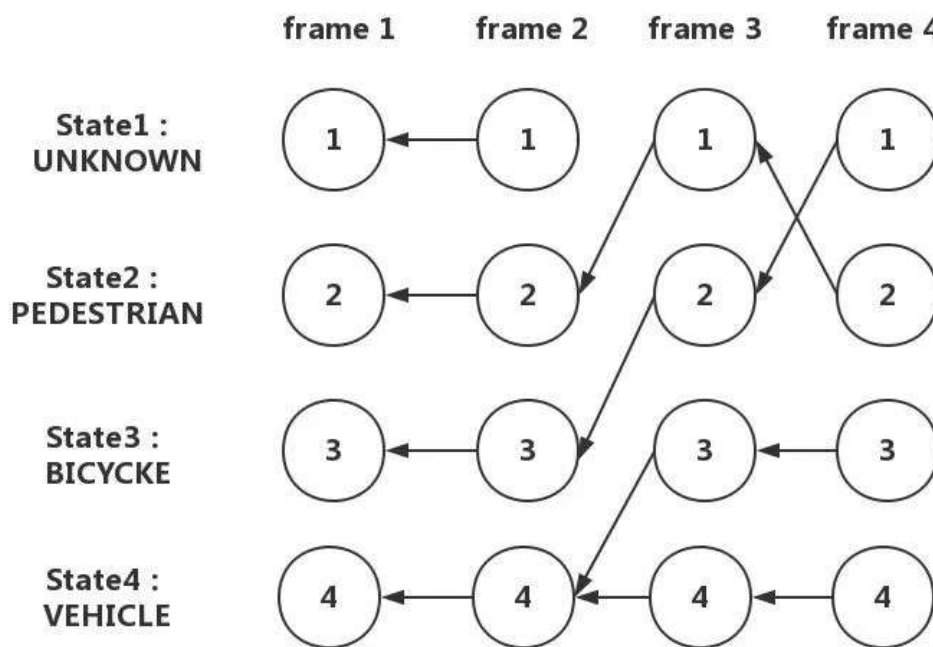 frame 1 frame 2 frame 3 frame 4
State1 :
UNKNOWN
1 1 1 1
State2 :
PEDESTRIAN
2 2 2 2
State3 :
BICYCKE
3 3 3 3
State4 :
VEHICLE
4 4 4 4